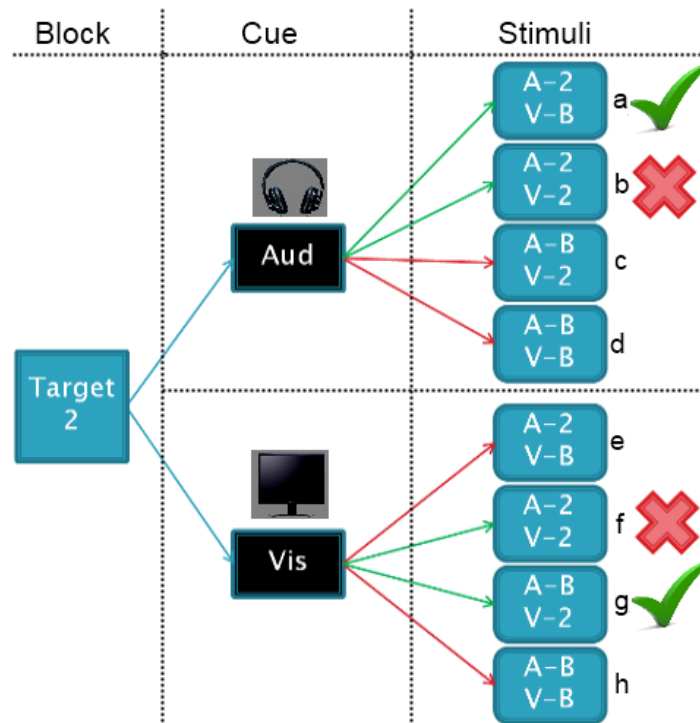 Block Cue Stimuli
A-2
V-B
a
A-2
V-2
b
Aud
A-B
V-2
c
A-B
V-B
d
Target
2
A-2
V-B
e
A-2
V-2
f
Vis
A-B
V-2
g
A-B
V-B
h